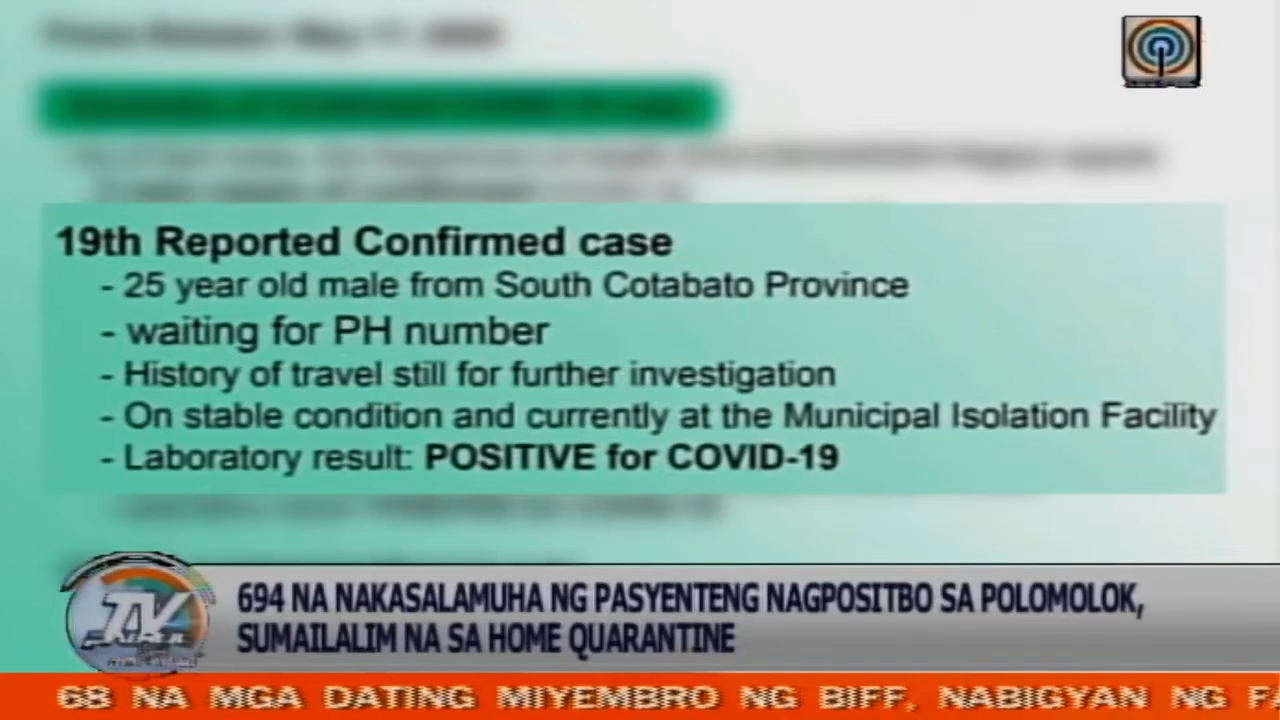 19th Reported Confirmed case
- 25 year old male from South Cotabato Province
- waiting for PH number
- History of travel still for further investigation
- On stable condition and currently at the Municipal Isolation Facility
- Laboratory result: POSITIVE for COVID-19
TV
694 NA NAKASALAMUHA NG PASYENTENG NAGPOSITBO SA POLOMOLOK,
SUMAILALIM NA SA HOME QUARANTINE
68 NA MGA DATING MIYEMBRO NG BIFF, NABIGYAN NG